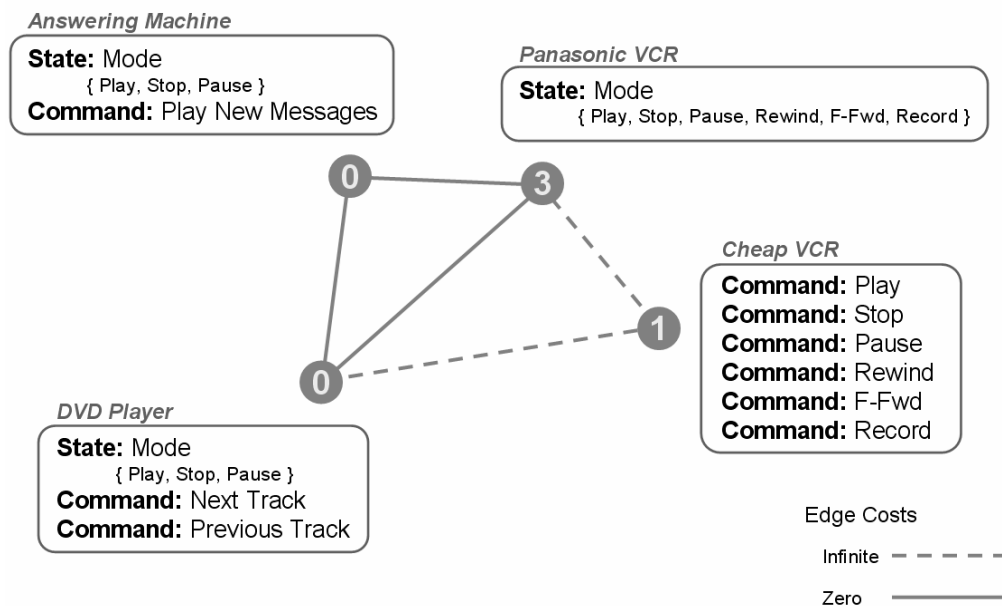 Answering Machine
State: Mode
{ Play, Stop, Pause }
Command: Play New Messages
Panasonic VCR
State: Mode
{ Play, Stop, Pause, Rewind, F-Fwd, Record }
0
3
Cheap VCR
Command: Play
Command: Stop
Command: Pause
Command: Rewind
Command: F-Fwd
Command: Record
1
0
DVD Player
State: Mode
{ Play, Stop, Pause }
Command: Next Track
Command: Previous Track
Edge Costs
Infinite
Zero